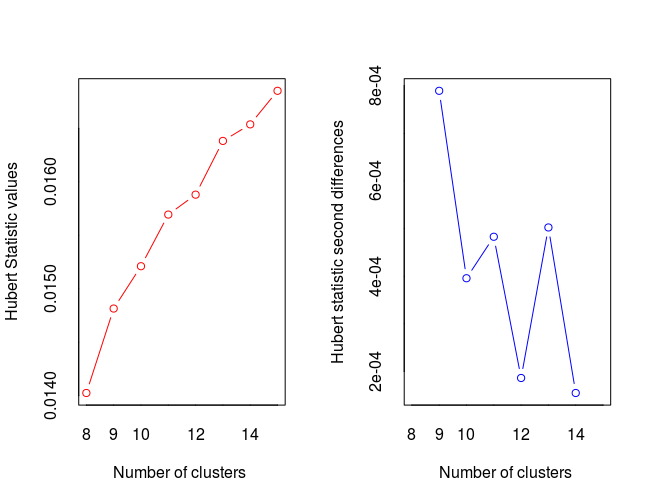 Hubert Statistic values
0.0160
0.0150
0.0140
8 9 10 12 14
Number of clusters
Hubert statistic second differences
8e-04
6e-04
4e-04
2e-04
8 9 10 12 14
Number of clusters